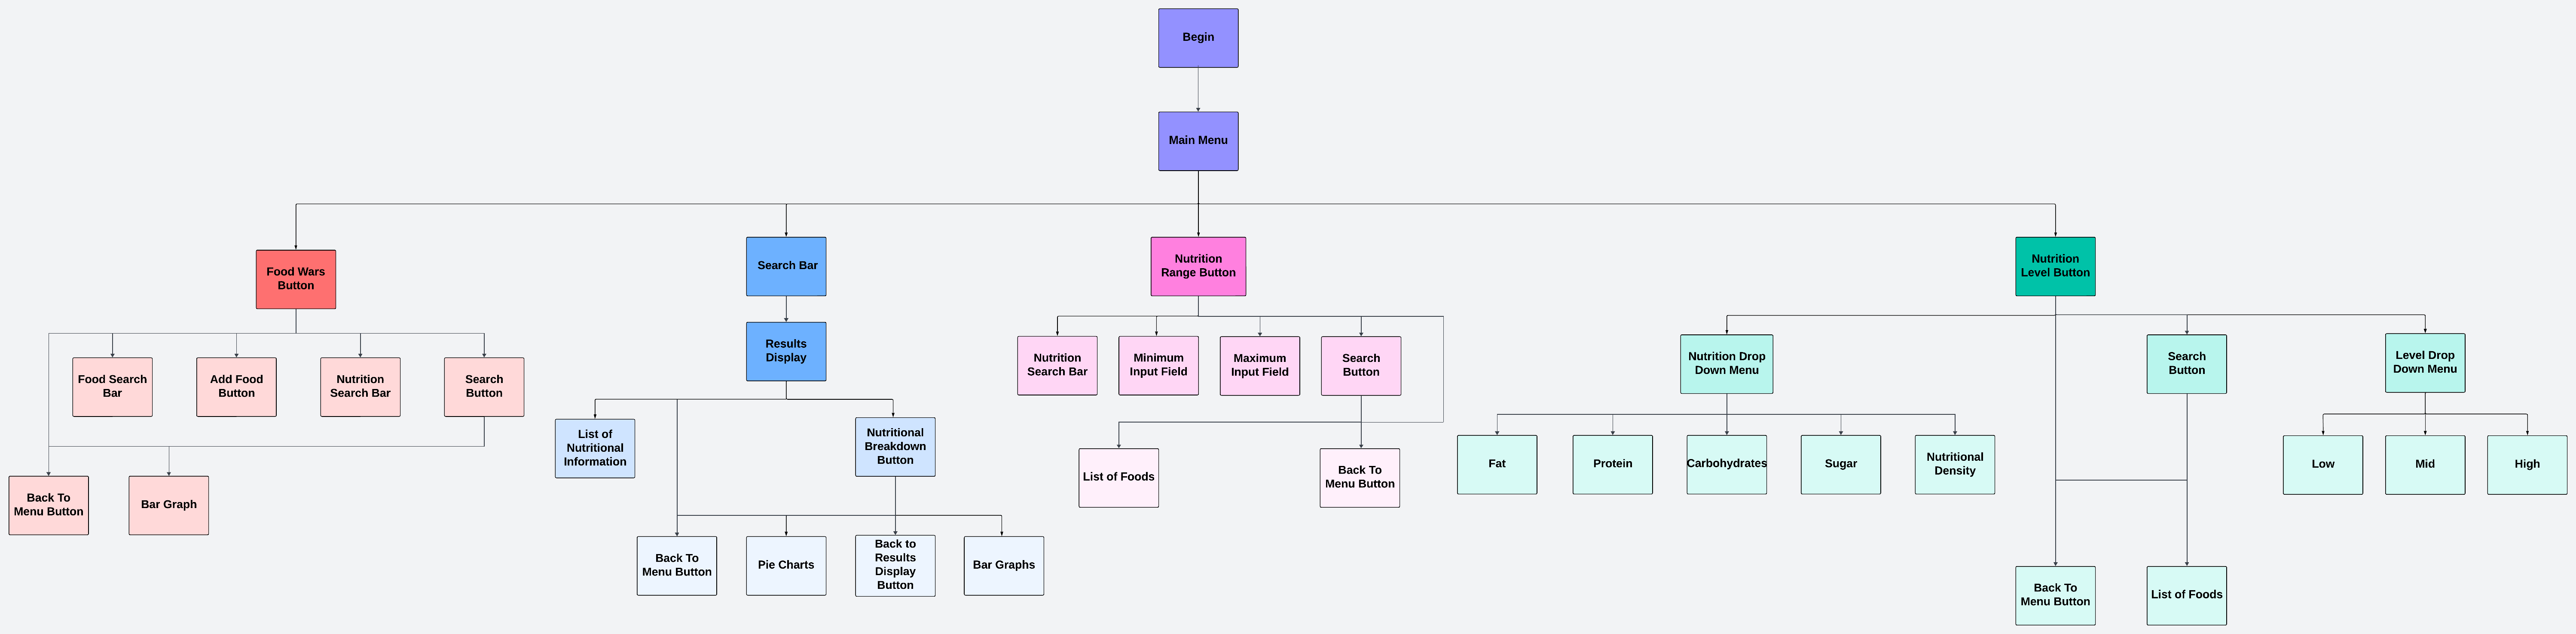 Begin
Main Menu
Food Wars
Button
Search Bar
Nutrition
Range Button
Nutrition
Level Button
Food Search
Bar
Add Food
Button
Nutrition
Search Bar
Search
Button
Back To
Menu Button
Bar Graph
Results
Display
List of
Nutritional
Information
Nutritional
Breakdown
Button
Back To
Menu Button
Pie Charts
Back to
Results
Display
Button
Bar Graphs
Nutrition
Search Bar
Minimum
Input Field
Maximum
Input Field
Search
Button
List of Foods
Back To
Menu Button
Nutrition Drop
Down Menu
Search
Button
Level Drop
Down Menu
Fat
Protein
Carbohydrates
Sugar
Nutritional
Density
Low
Mid
High
Back To
Menu Button
List of Foods